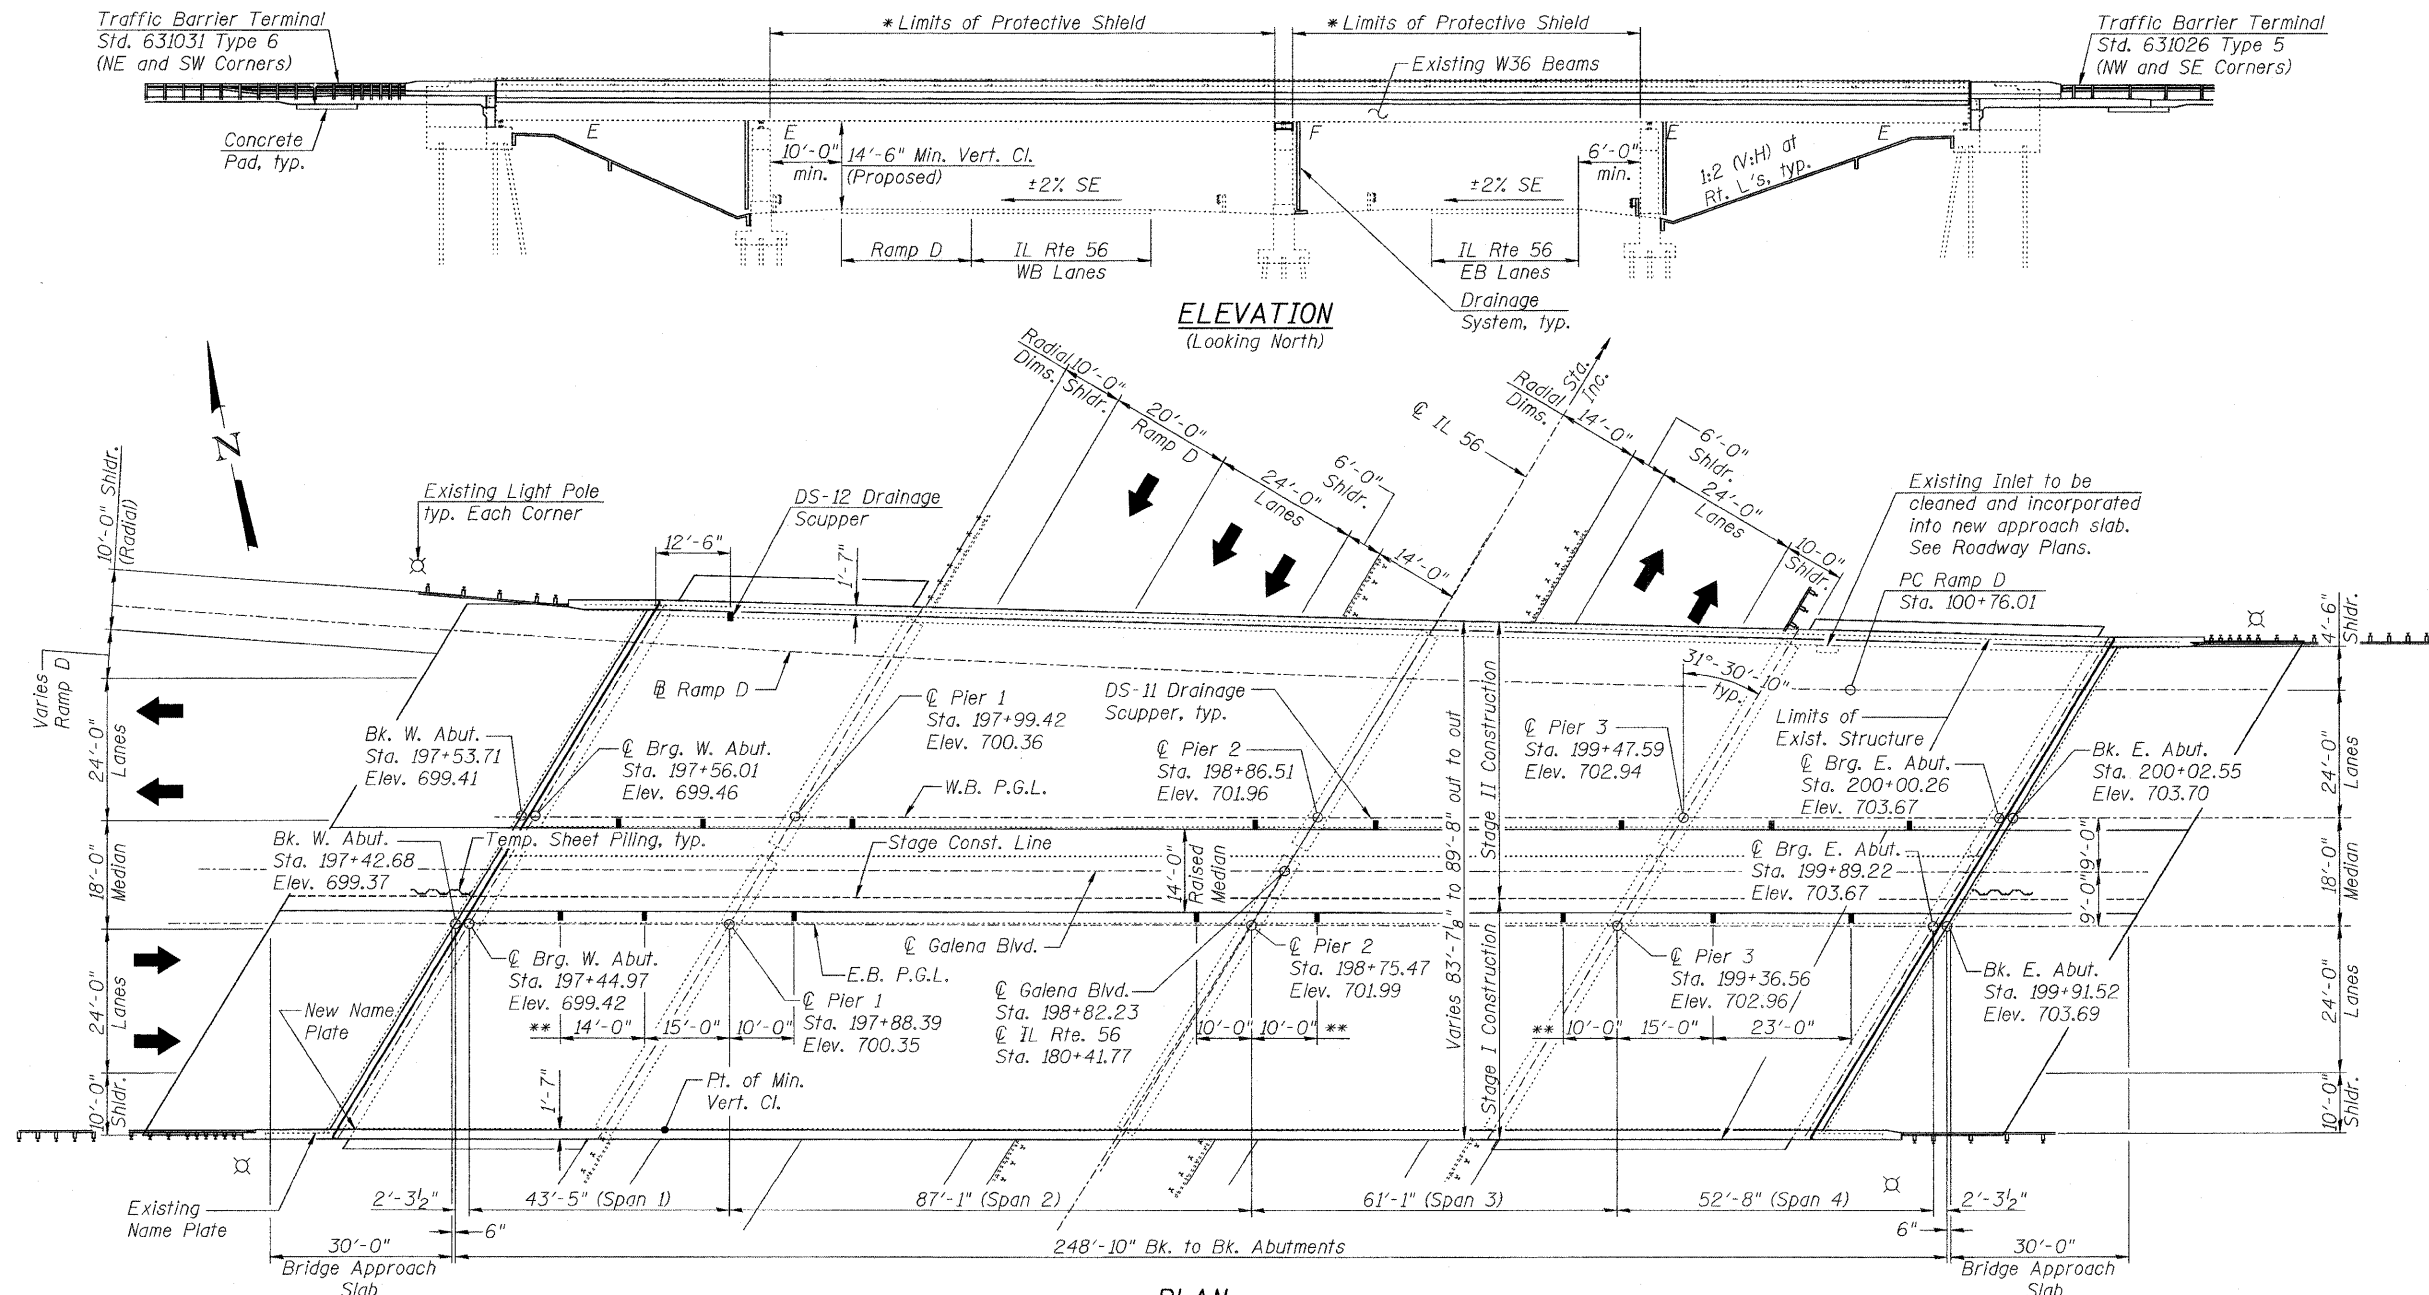 Traffic Barrier Terminal
Std. 631031 Type 6
(NE and SW Corners)
* Limits of Protective Shield
* Limits of Protective Shield
Traffic Barrier Terminal
Std. 631026 Type 5
(NW and SE Corners)
Existing W36 Beams
Concrete
Pad, typ.
E
E
F
E
E
10'-0"
min.
14'-6" Min. Vert. Cl.
(Proposed)
±2% SE
±2% SE
6'-0"
min.
1:2 (V:H) at
Rt. L's, typ.
Ramp D
IL Rte 56
WB Lanes
IL Rte 56
EB Lanes
Drainage
System, typ.
ELEVATION
(Looking North)
N
Radial
Dims.
10'-0"
Shldr.
20'-0"
Ramp D
24'-0"
Lanes
6'-0"
Shldr.
14'-0"
℄ IL 56
Sta.
Inc.
Radial
Dims.
14'-0"
6'-0"
Shldr.
24'-0"
Lanes
10-0"
Shldr.
Existing Inlet to be
cleaned and incorporated
into new approach slab.
See Roadway Plans.
PC Ramp D
Sta. 100+76.01
10'-0" Shldr.
(Radial)
Existing Light Pole
typ. Each Corner
DS-12 Drainage
Scupper
12'-6"
1'-7"
4'-6"
Shldr.
Varies
Ramp D
24'-0"
Lanes
18'-0"
Median
24'-0"
Lanes
10'-0"
Shldr.
Ramp D
31°-30'-10"
typ.
Limits of
Exist. Structure
Bk. W. Abut.
Sta. 197+53.71
Elev. 699.41
℄ Brg. W. Abut.
Sta. 197+56.01
Elev. 699.46
℄ Pier 1
Sta. 197+99.42
Elev. 700.36
W.B. P.G.L.
DS-11 Drainage
Scupper, typ.
℄ Pier 2
Sta. 198+86.51
Elev. 701.96
℄ Pier 3
Sta. 199+47.59
Elev. 702.94
℄ Brg. E. Abut.
Sta. 200+00.26
Elev. 703.67
Bk. E. Abut.
Sta. 200+02.55
Elev. 703.70
24'-0"
Lanes
Bk. W. Abut.
Sta. 197+42.68
Elev. 699.37
Temp. Sheet Piling, typ.
Stage Const. Line
14'-0"
Raised
Median
Varies 83'-7⅛" to 89'-8" out to out
Stage II Construction
Stage I Construction
℄ Brg. E. Abut.
Sta. 199+89.22
Elev. 703.67
9'-0"
9'-0"
18'-0"
Median
℄ Brg. W. Abut.
Sta. 197+44.97
Elev. 699.42
E.B. P.G.L.
℄ Galena Blvd.
℄ Pier 1
Sta. 197+88.39
Elev. 700.35
℄ Galena Blvd.
Sta. 198+82.23
℄ IL Rte. 56
Sta. 180+41.77
℄ Pier 2
Sta. 198+75.47
Elev. 701.99
℄ Pier 3
Sta. 199+36.56
Elev. 702.96
Bk. E. Abut.
Sta. 199+91.52
Elev. 703.69
24'-0"
Lanes
10'-0"
Shldr.
New Name
Plate
** 14'-0" 15'-0" 10'-0"
10'-0" 10'-0" **
** 10'-0" 15'-0" 23'-0"
1'-7"
Pt. of Min.
Vert. Cl.
Existing
Name Plate
2'-3½"
43'-5" (Span 1)
87'-1" (Span 2)
61'-1" (Span 3)
52'-8" (Span 4)
2'-3½"
6"
6"
30'-0"
Bridge Approach
Slab
248'-10" Bk. to Bk. Abutments
30'-0"
Bridge Approach
Slab
PLAN